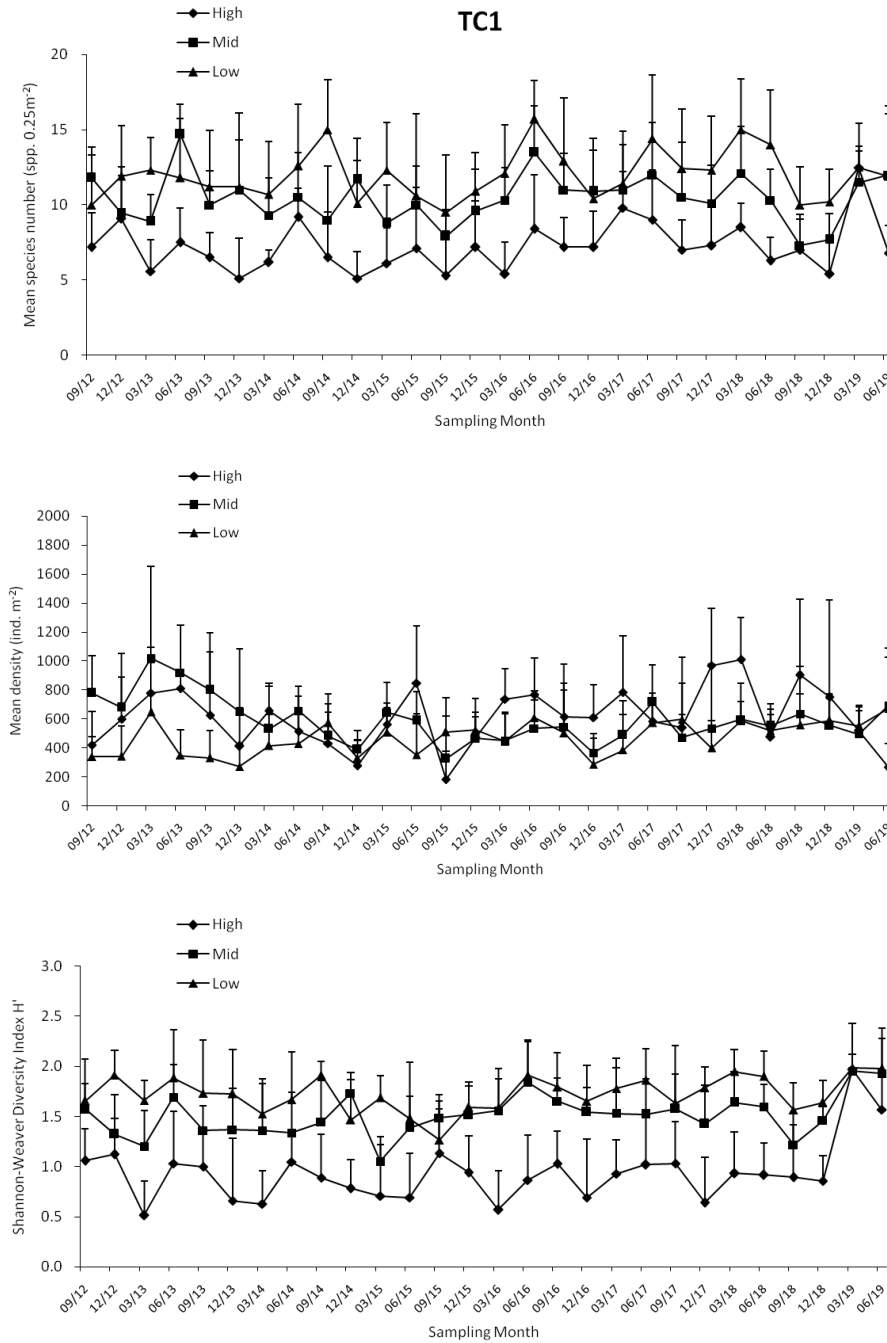 TC1
High
Mid
Low
Mean species number (spp. 0.25m⁻²)
20
15
10
5
0
09/12 12/12 03/13 06/13 09/13 12/13 03/14 06/14 09/14 12/14 03/15 06/15 09/15 12/15 03/16 06/16 09/16 12/16 03/17 06/17 09/17 12/17 03/18 06/18 09/18 12/18 03/19 06/19
Sampling Month
High
Mid
Low
Mean density (ind. m⁻²)
2000
1800
1600
1400
1200
1000
800
600
400
200
0
09/12 12/12 03/13 06/13 09/13 12/13 03/14 06/14 09/14 12/14 03/15 06/15 09/15 12/15 03/16 06/16 09/16 12/16 03/17 06/17 09/17 12/17 03/18 06/18 09/18 12/18 03/19 06/19
Sampling Month
High
Mid
Low
Shannon-Weaver Diversity Index H'
3.0
2.5
2.0
1.5
1.0
0.5
0.0
09/12 12/12 03/13 06/13 09/13 12/13 03/14 06/14 09/14 12/14 03/15 06/15 09/15 12/15 03/16 06/16 09/16 12/16 03/17 06/17 09/17 12/17 03/18 06/18 09/18 12/18 03/19 06/19
Sampling Month